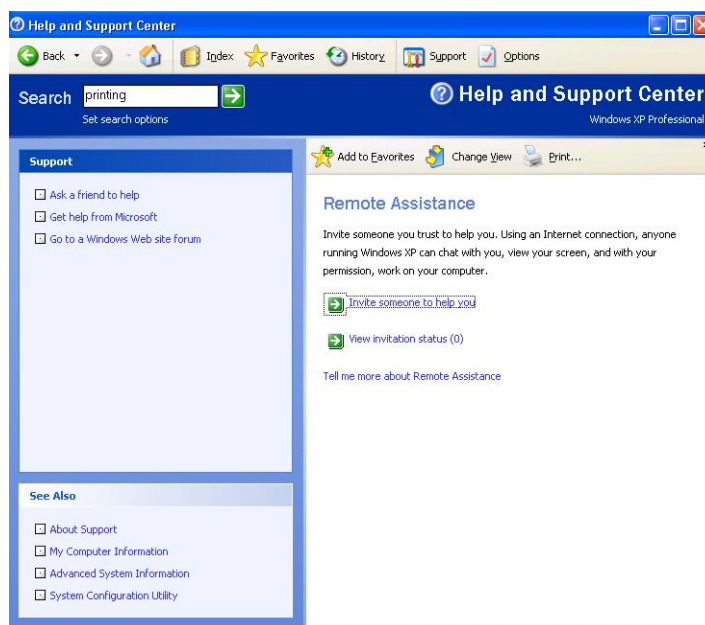 Help and Support Center
Back
Index
Favorites
History
Support
Options
Search
printing
Set search options
Help and Support Center
Windows XP Professional
Support
Ask a friend to help
Get help from Microsoft
Go to a Windows Web site forum
See Also
About Support
My Computer Information
Advanced System Information
System Configuration Utility
Add to Favorites
Change View
Print...
Remote Assistance
Invite someone you trust to help you. Using an Internet connection, anyone
running Windows XP can chat with you, view your screen, and with your
permission, work on your computer.
Invite someone to help you
View invitation status (0)
Tell me more about Remote Assistance